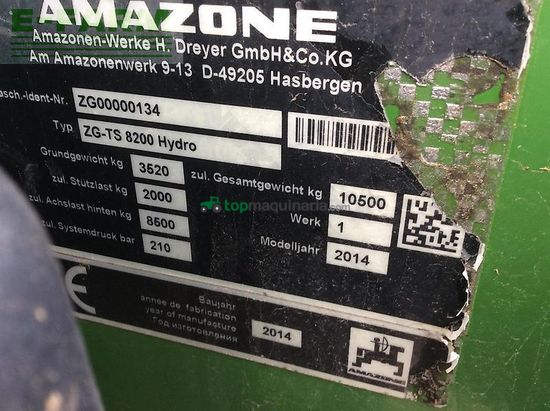 AMAZONE
Amazonen-Werke H. Dreyer GmbH&Co.KG
Am Amazonenwerk 9-13 D-49205 Hasbergen
asch.-Ident-Nr. ZG00000134
Typ ZG-TS 8200 Hydro
Grundgewicht kg 3520
zul. Gesamtgewicht kg 10500
zul. Stützlast kg 2000
Werk 1
zul. Achslast hinten kg 8500
Modelljahr 2014
zul. Systemdruck bar 210
topmaquinaria.com
CE
Baujahr
année de fabrication
year of manufacture
Год изготовления
2014
AMAZONE